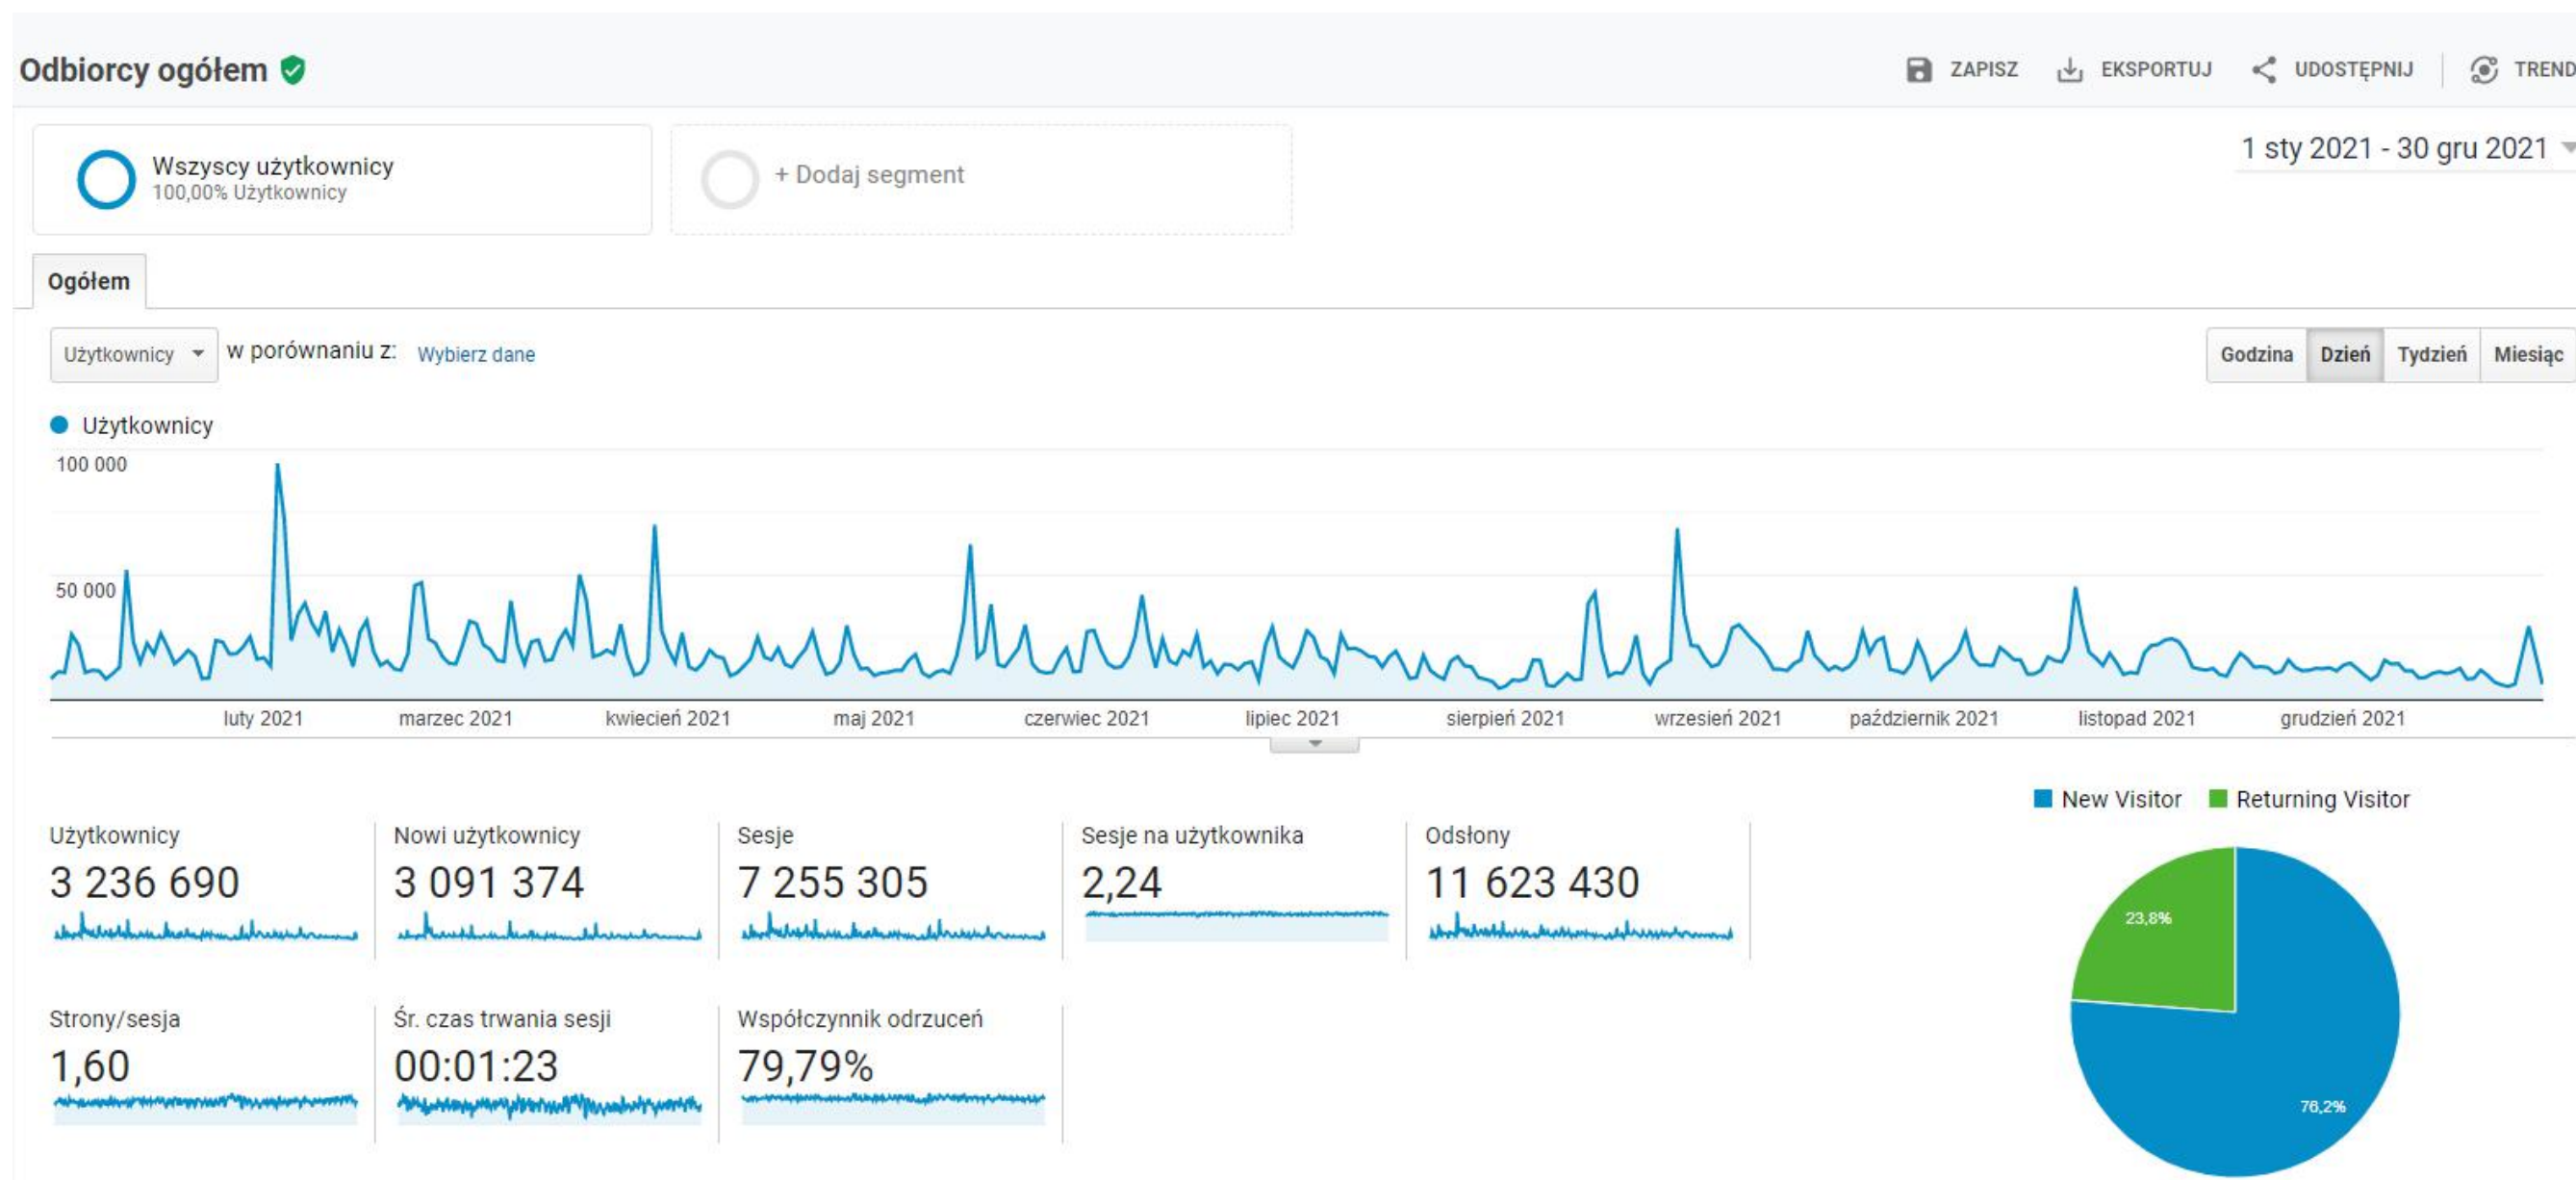 Odbiorcy ogółem
ZAPISZ EKSPORTUJ UDOSTĘPNIJ TREND
Wszyscy użytkownicy
100,00% Użytkownicy
+ Dodaj segment
1 sty 2021 - 30 gru 2021
Ogółem
Użytkownicy w porównaniu z: Wybierz dane
Godzina Dzień Tydzień Miesiąc
Użytkownicy
100 000
50 000
luty 2021 marzec 2021 kwiecień 2021 maj 2021 czerwiec 2021 lipiec 2021 sierpień 2021 wrzesień 2021 październik 2021 listopad 2021 grudzień 2021
New Visitor Returning Visitor
Użytkownicy
3 236 690
Nowi użytkownicy
3 091 374
Sesje
7 255 305
Sesje na użytkownika
2,24
Odsłony
11 623 430
Strony/sesja
1,60
Śr. czas trwania sesji
00:01:23
Współczynnik odrzuceń
79,79%
23,8%
76,2%